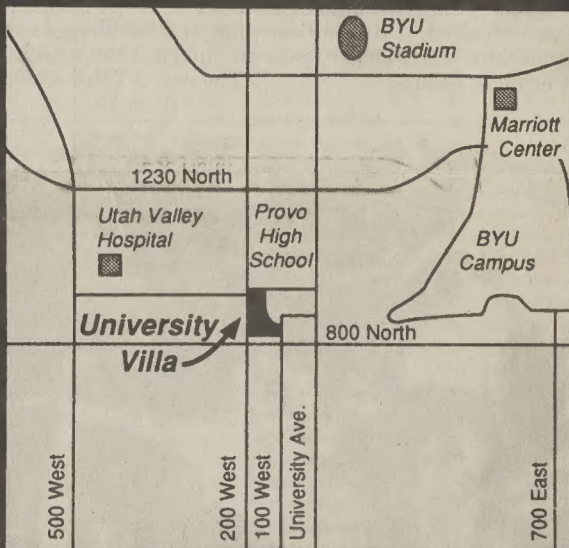 BYU
Stadium
Marriott
Center
1230 North
Utah Valley
Hospital
Provo
High
School
BYU
Campus
University
Villa
800 North
500 West
200 West
100 West
University Ave.
700 East